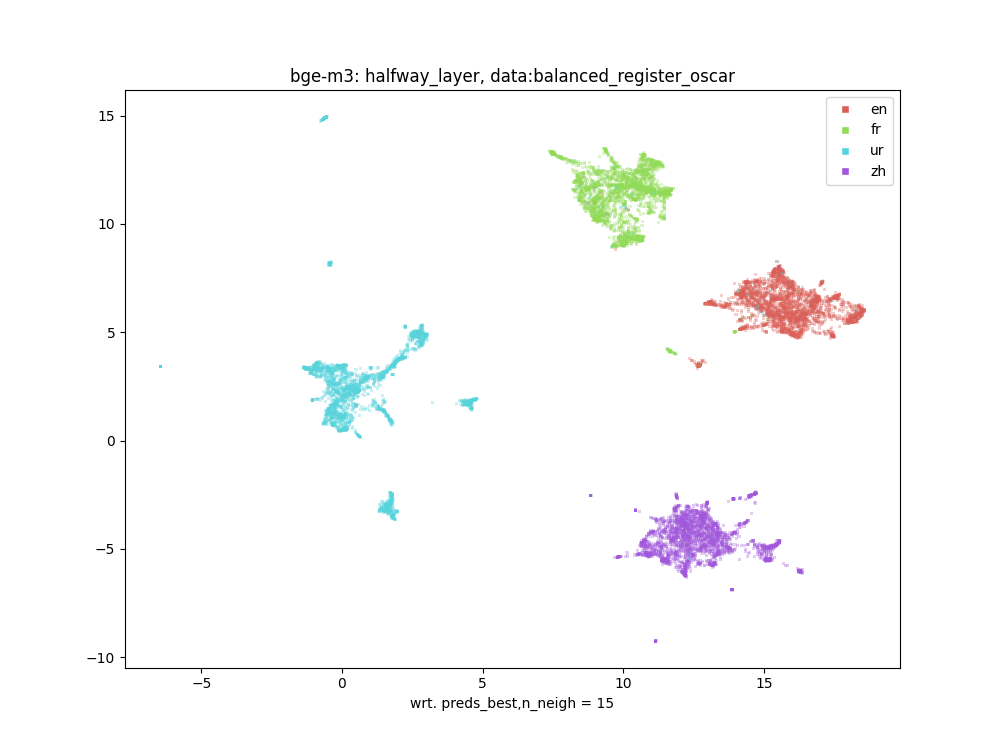 bge-m3: halfway_layer, data:balanced_register_oscar
en
fr
ur
zh
15
10
5
0
−5
−10
−5
0
5
10
15
wrt. preds_best,n_neigh = 15